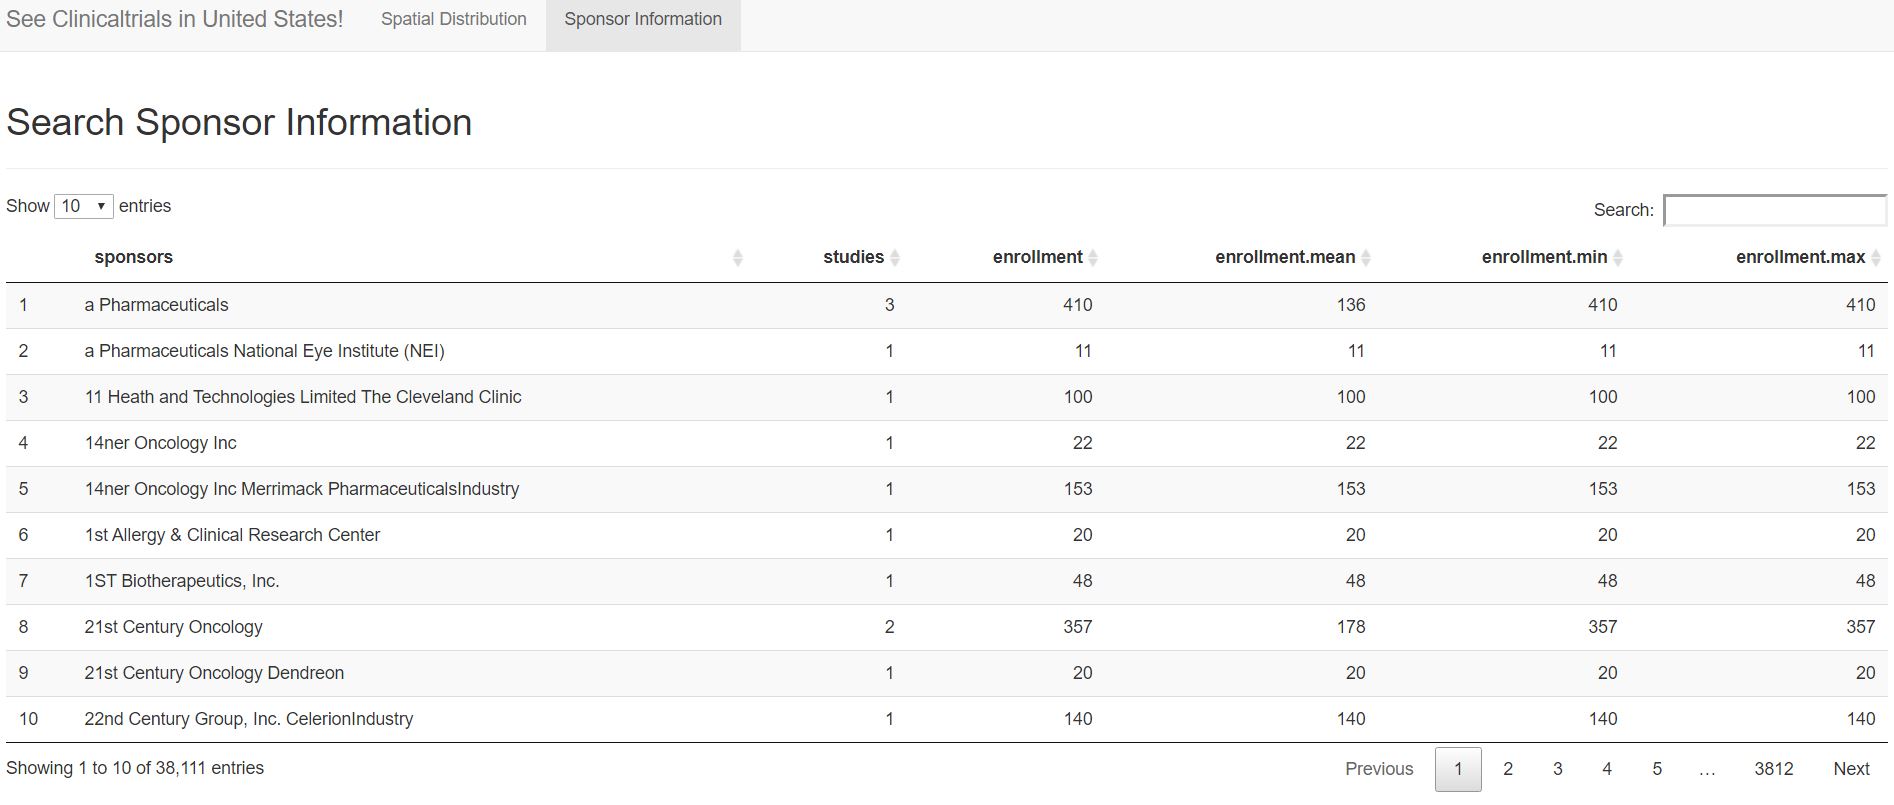 See Clinicaltrials in United States! Spatial Distribution Sponsor Information
Search Sponsor Information
Show 10 entries Search:
sponsors studies enrollment enrollment.mean enrollment.min enrollment.max
1 a Pharmaceuticals 3 410 136 410 410
2 a Pharmaceuticals National Eye Institute (NEI) 1 11 11 11 11
3 11 Heath and Technologies Limited The Cleveland Clinic 1 100 100 100 100
4 14ner Oncology Inc 1 22 22 22 22
5 14ner Oncology Inc Merrimack PharmaceuticalsIndustry 1 153 153 153 153
6 1st Allergy & Clinical Research Center 1 20 20 20 20
7 1ST Biotherapeutics, Inc. 1 48 48 48 48
8 21st Century Oncology 2 357 178 357 357
9 21st Century Oncology Dendreon 1 20 20 20 20
10 22nd Century Group, Inc. CelerionIndustry 1 140 140 140 140
Showing 1 to 10 of 38,111 entries Previous 1 2 3 4 5 … 3812 Next